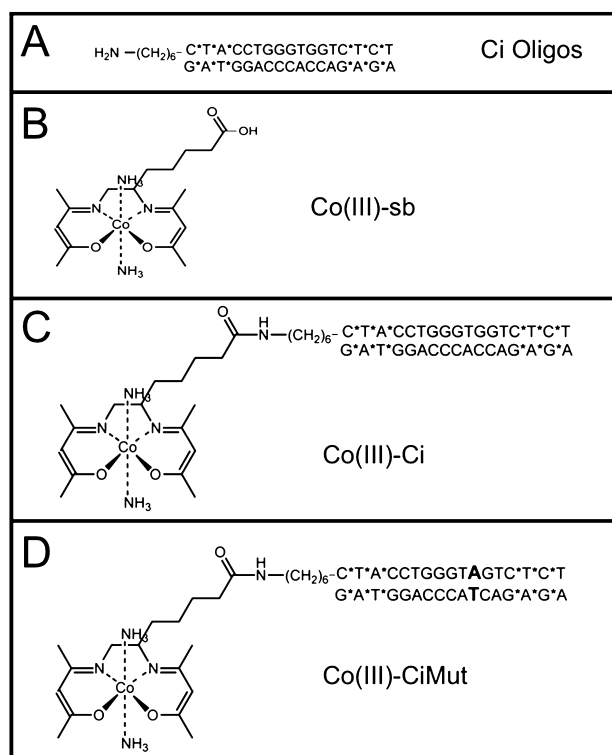 A
H₂N –(CH₂)₆– C*T*A*CCTGGGTGGTC*T*C*T
G*A*T*GGACCCACCAG*A*G*A
Ci Oligos
B
O
OH
NH₃
N N
Co
O O
NH₃
Co(III)-sb
C
O
H
N –(CH₂)₆– C*T*A*CCTGGGTGGTC*T*C*T
G*A*T*GGACCCACCAG*A*G*A
NH₃
N N
Co
O O
NH₃
Co(III)-Ci
D
O
H
N –(CH₂)₆– C*T*A*CCTGGGTAGTC*T*C*T
G*A*T*GGACCCATCAG*A*G*A
NH₃
N N
Co
O O
NH₃
Co(III)-CiMut